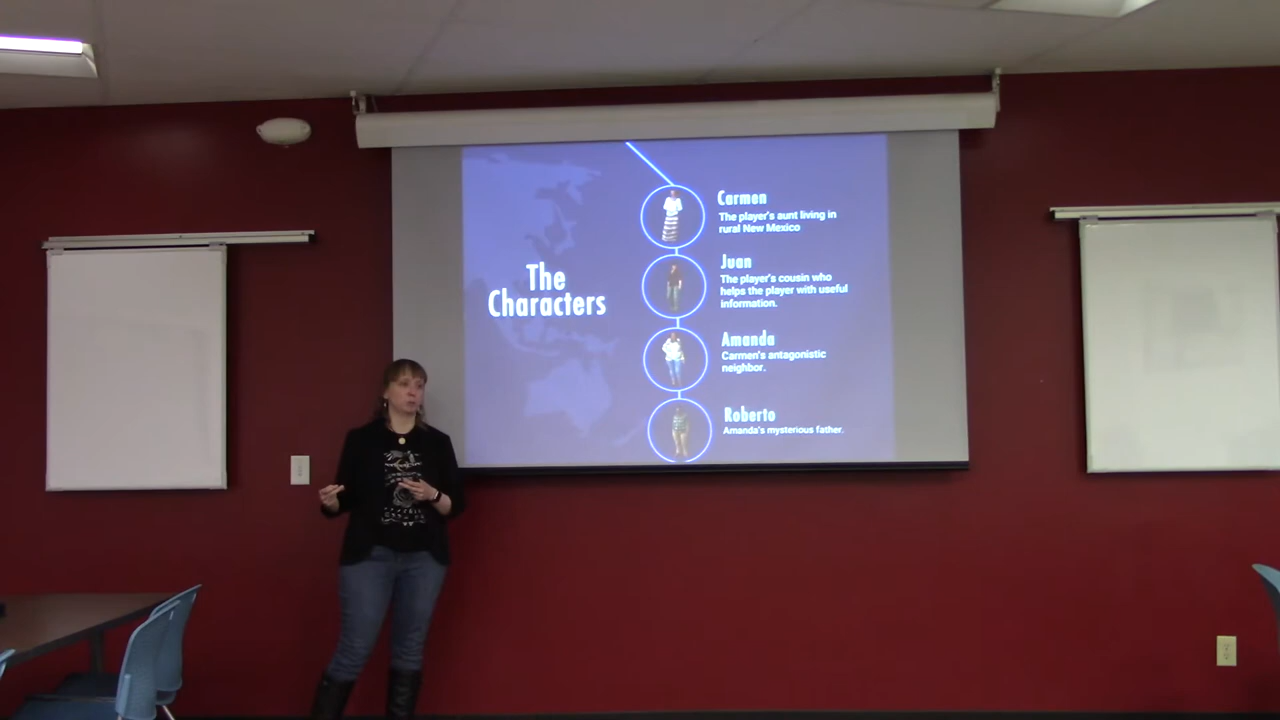 The
Characters
Carmen
The player's aunt living in
rural New Mexico
Juan
The player's cousin who
helps the player with useful
information.
Amanda
Carmen's antagonistic
neighbor.
Roberto
Amanda's mysterious father.